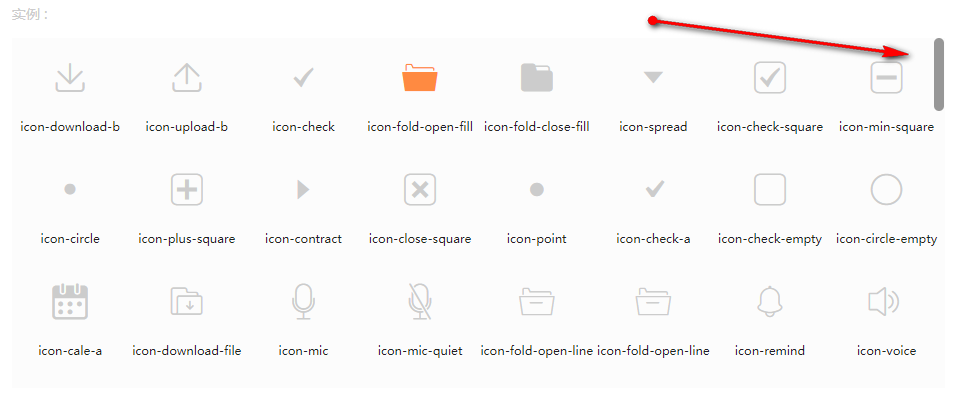 实例：
icon-download-b icon-upload-b icon-check icon-fold-open-fill icon-fold-close-fill icon-spread icon-check-square icon-min-square
icon-circle icon-plus-square icon-contract icon-close-square icon-point icon-check-a icon-check-empty icon-circle-empty
icon-cale-a icon-download-file icon-mic icon-mic-quiet icon-fold-open-line icon-fold-open-line icon-remind icon-voice